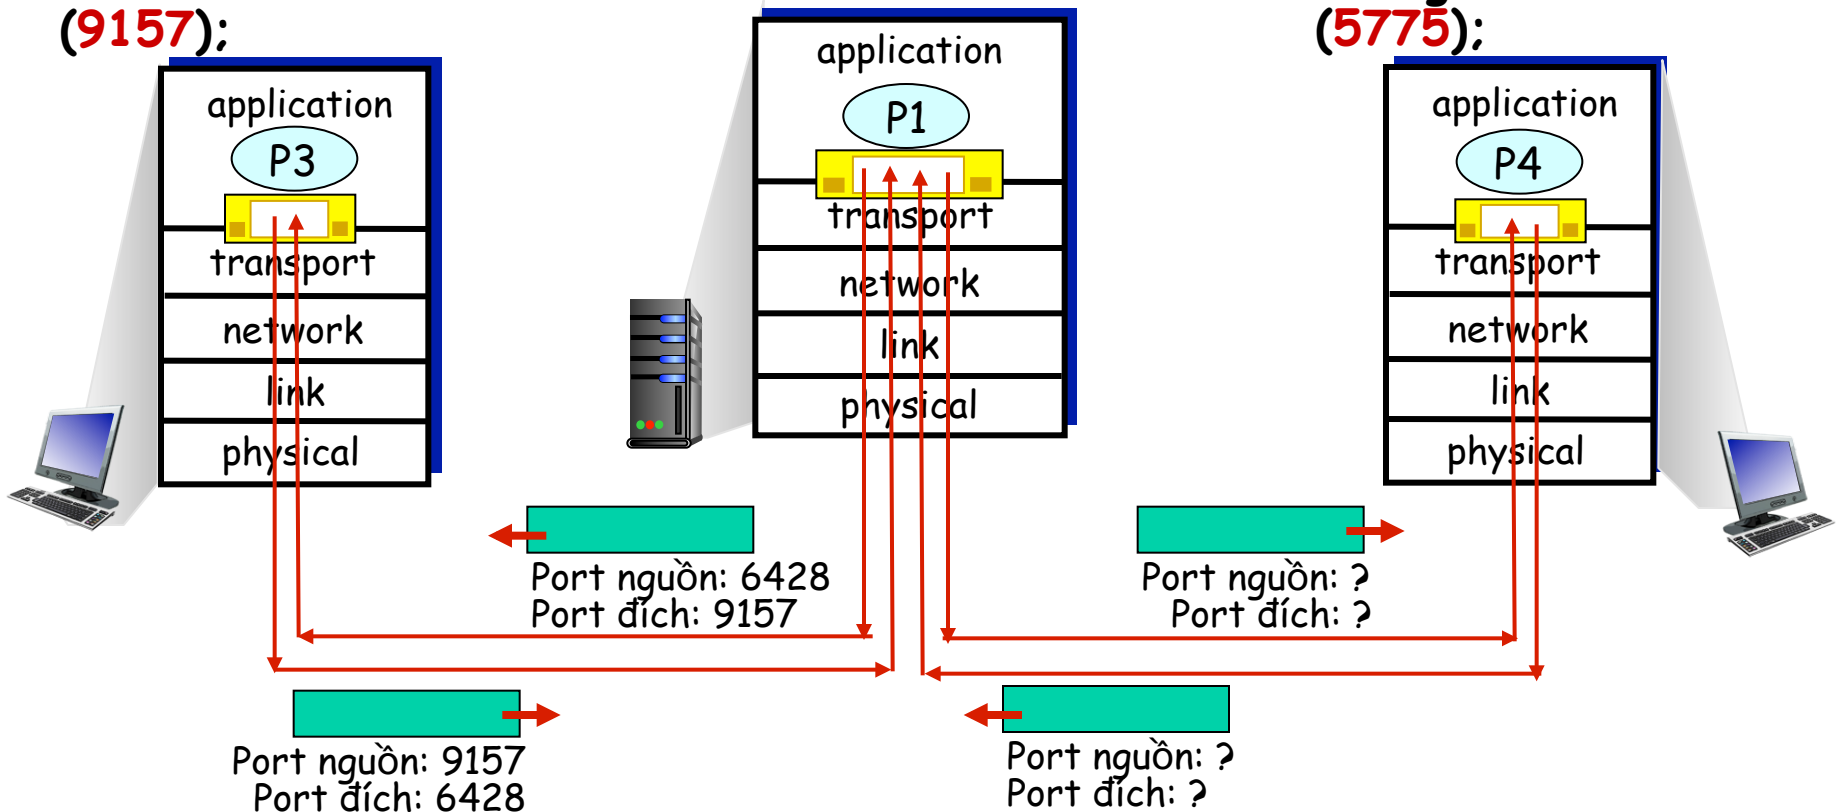 (9157);
(5775);
application
P3
transport
network
link
physical
application
P1
transport
network
link
physical
application
P4
transport
network
link
physical
Port nguồn: 6428
Port đích: 9157
Port nguồn: ?
Port đích: ?
Port nguồn: 9157
Port đích: 6428
Port nguồn: ?
Port đích: ?